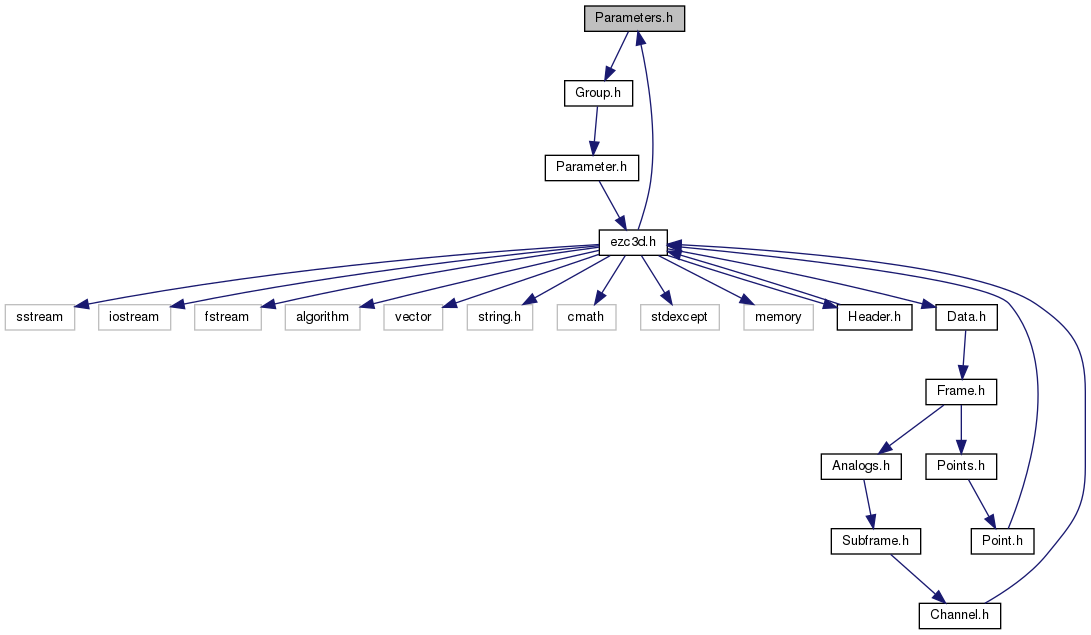 Parameters.h
Group.h
Parameter.h
ezc3d.h
sstream
iostream
fstream
algorithm
vector
string.h
cmath
stdexcept
memory
Header.h
Data.h
Frame.h
Analogs.h
Points.h
Subframe.h
Point.h
Channel.h